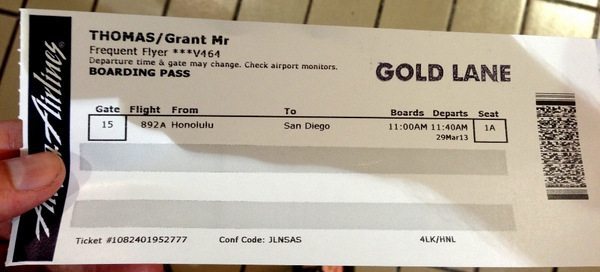 THOMAS/Grant Mr
Frequent Flyer ***V464
Departure time & gate may change. Check airport monitors.
BOARDING PASS
GOLD LANE
Gate Flight From To Boards Departs Seat
15 892A Honolulu San Diego 11:00AM 11:40AM 1A
29Mar13
Ticket #1082401952777 Conf Code: JLNSAS 4LK/HNL
Airlines